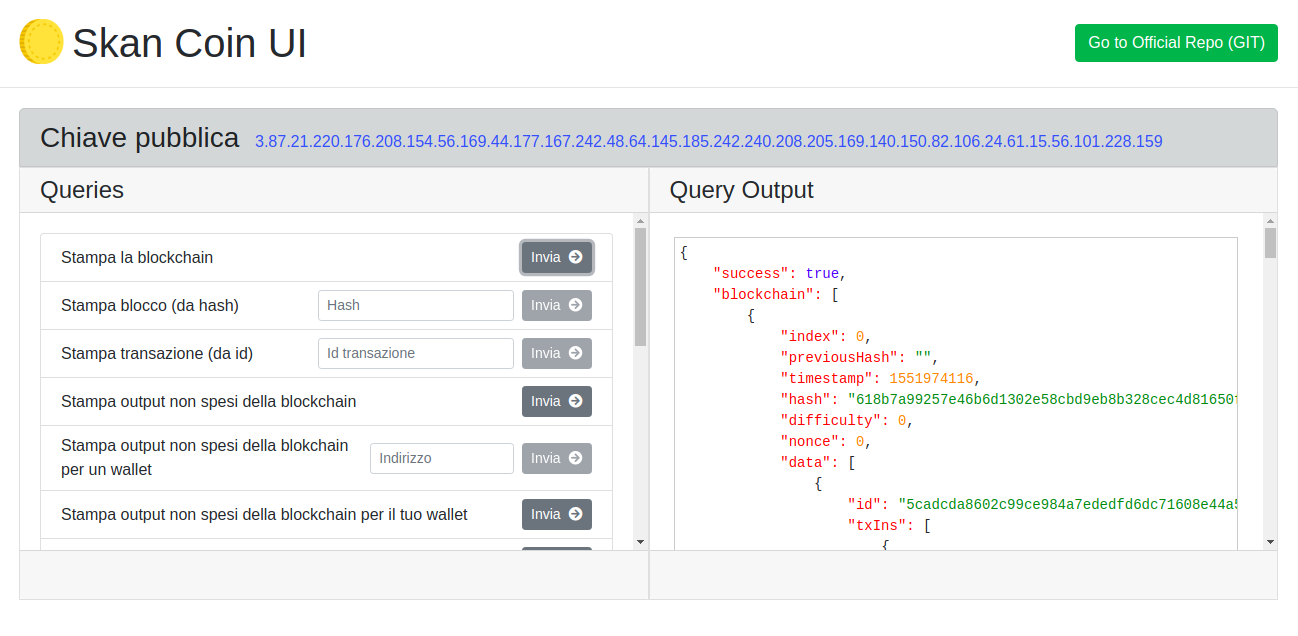 Skan Coin UI
Go to Official Repo (GIT)
Chiave pubblica 3.87.21.220.176.208.154.56.169.44.177.167.242.48.64.145.185.242.240.208.205.169.140.150.82.106.24.61.15.56.101.228.159
Queries
Stampa la blockchain Invia
Stampa blocco (da hash) Hash Invia
Stampa transazione (da id) Id transazione Invia
Stampa output non spesi della blockchain Invia
Stampa output non spesi della blokchain
per un wallet Indirizzo Invia
Stampa output non spesi della blockchain per il tuo wallet Invia
Query Output
{
"success": true,
"blockchain": [
{
"index": 0,
"previousHash": "",
"timestamp": 1551974116,
"hash": "618b7a99257e46b6d1302e58cbd9eb8b328cec4d81650
"difficulty": 0,
"nonce": 0,
"data": [
{
"id": "5cadcda8602c99ce984a7ededfd6dc71608e44a
"txIns": [
{